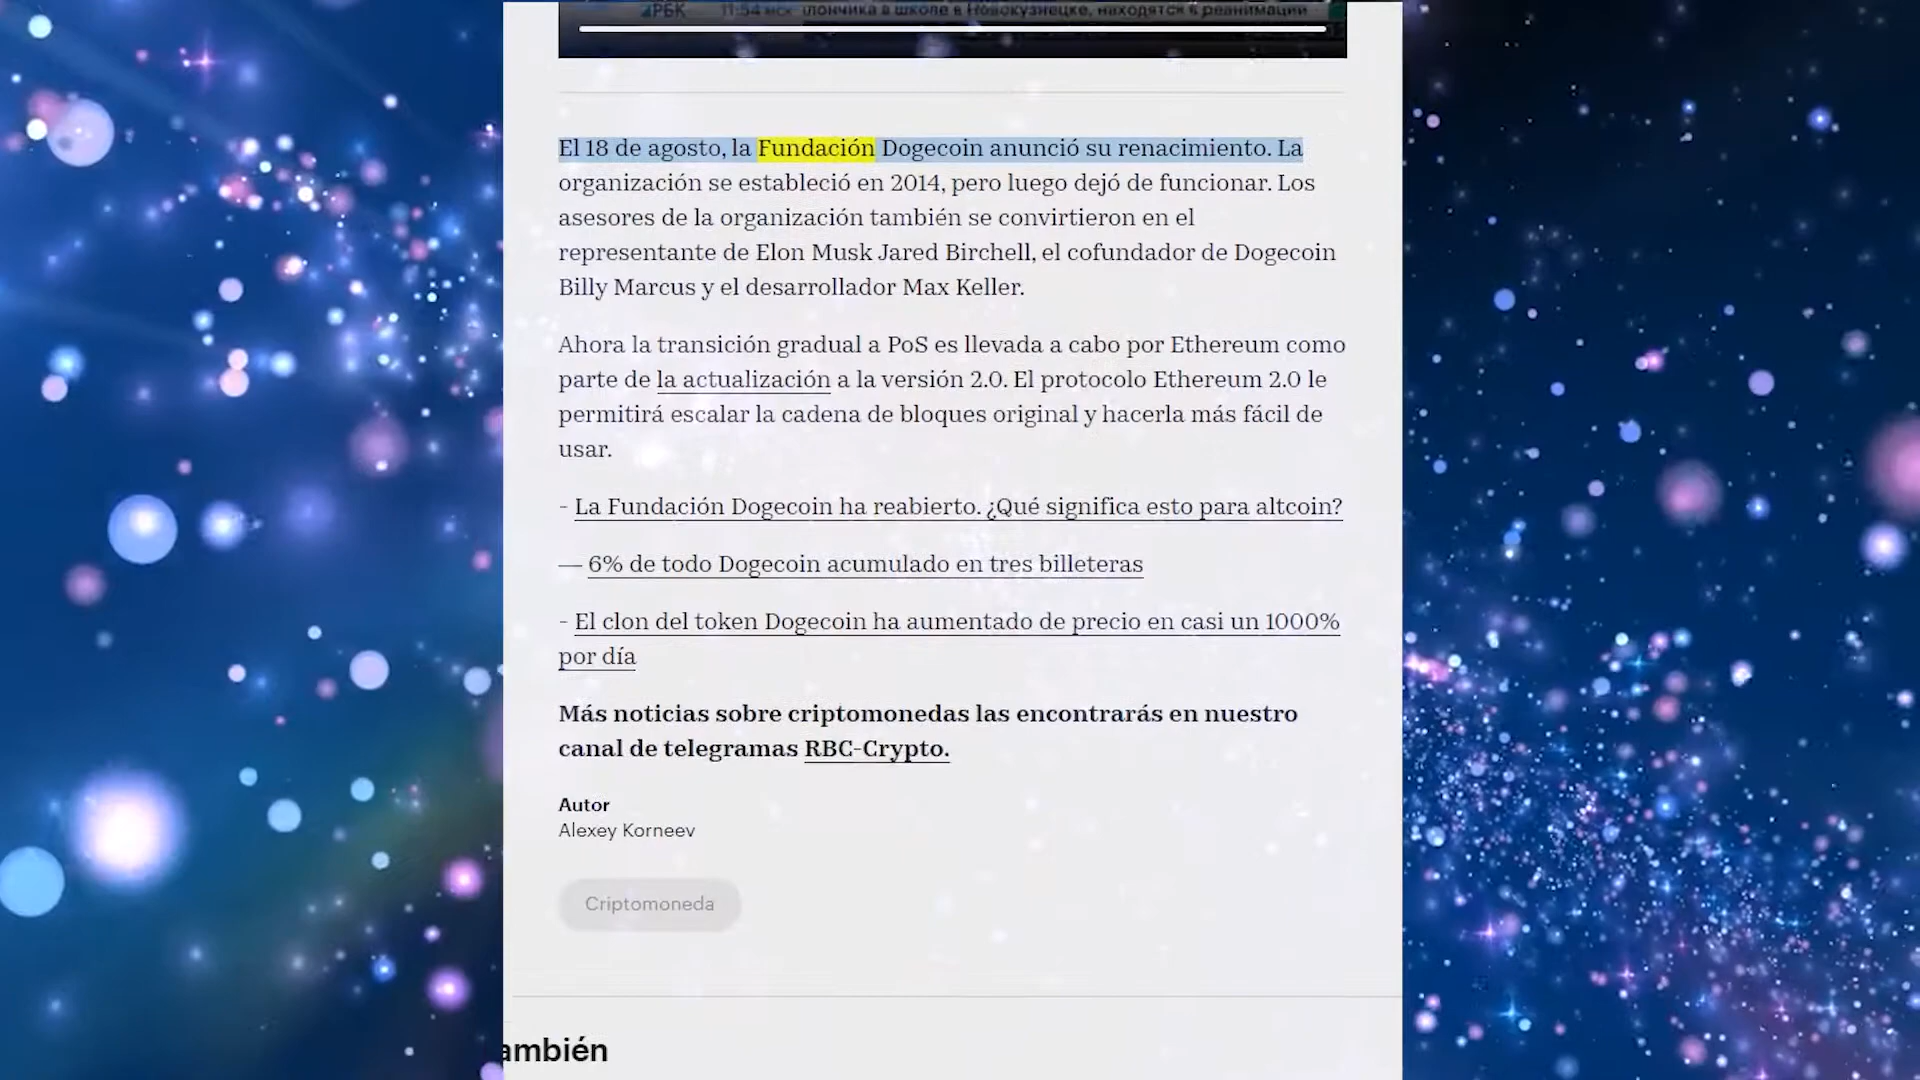 РБК 11:54 мск школе в Новокузнецке, находятся в реанимации
El 18 de agosto, la Fundación Dogecoin anunció su renacimiento. La
organización se estableció en 2014, pero luego dejó de funcionar. Los
asesores de la organización también se convirtieron en el
representante de Elon Musk Jared Birchell, el cofundador de Dogecoin
Billy Marcus y el desarrollador Max Keller.
Ahora la transición gradual a PoS es llevada a cabo por Ethereum como
parte de la actualización a la versión 2.0. El protocolo Ethereum 2.0 le
permitirá escalar la cadena de bloques original y hacerla más fácil de
usar.
- La Fundación Dogecoin ha reabierto. ¿Qué significa esto para altcoin?
— 6% de todo Dogecoin acumulado en tres billeteras
- El clon del token Dogecoin ha aumentado de precio en casi un 1000%
por día
Más noticias sobre criptomonedas las encontrarás en nuestro
canal de telegramas RBC-Crypto.
Autor
Alexey Korneev
Criptomoneda
ambién